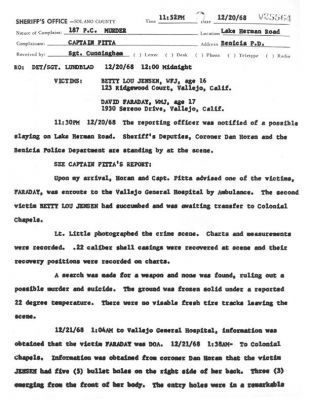 SHERIFF'S OFFICE —SOLANO COUNTY Time 11:52PM date 12/20/68 V25564
Nature of Complaint: 187 P.C. MURDER Location Lake Herman Road
Complainant: CAPTAIN PITTA Address Benicia P.D.
Received by: Sgt. Cunningham ( ) Letter ( ) Desk ( ) Phone ( ) Teletype ( ) Radio
RO: DET/SGT. LUNDBLAD 12/20/68 12:00 Midnight
VICTIMS: BETTY LOU JENSEN, WFJ, age 16
123 Ridgewood Court, Vallejo, Calif.
DAVID FARADAY, WMJ, age 17
1930 Sereno Drive, Vallejo, Calif.
11:30PM 12/20/68 The reporting officer was notified of a possible
slaying on Lake Herman Road. Sheriff's Deputies, Coroner Dan Horan and the
Benicia Police Department are standing by at the scene.
SEE CAPTAIN PITTA'S REPORT:
Upon my arrival, Horan and Capt. Pitta advised one of the victims,
FARADAY, was enroute to the Vallejo General Hospital by Ambulance. The second
victim BETTY LOU JENSEN had succumbed and was awaiting transfer to Colonial
Chapels.
Lt. Little photographed the crime scene. Charts and measurements
were recorded. .22 caliber shell casings were recovered at scene and their
recovery positions were recorded on charts.
A search was made for a weapon and none was found, ruling out a
possible murder and suicide. The ground was frozen solid under a reported
22 degree temperature. There were no visable fresh tire tracks leaving the
scene.
12/21/68 1:04AM to Vallejo General Hospital, information was
obtained that the victim FARADAY was DOA. 12/21/68 1:38AM- To Colonial
chapels. Information was obtained from coroner Dan Horan that the victim
JENSEN had five (5) bullet holes on the right side of her back. Three (3)
emerging from the front of her body. The entry holes were in a remarkable